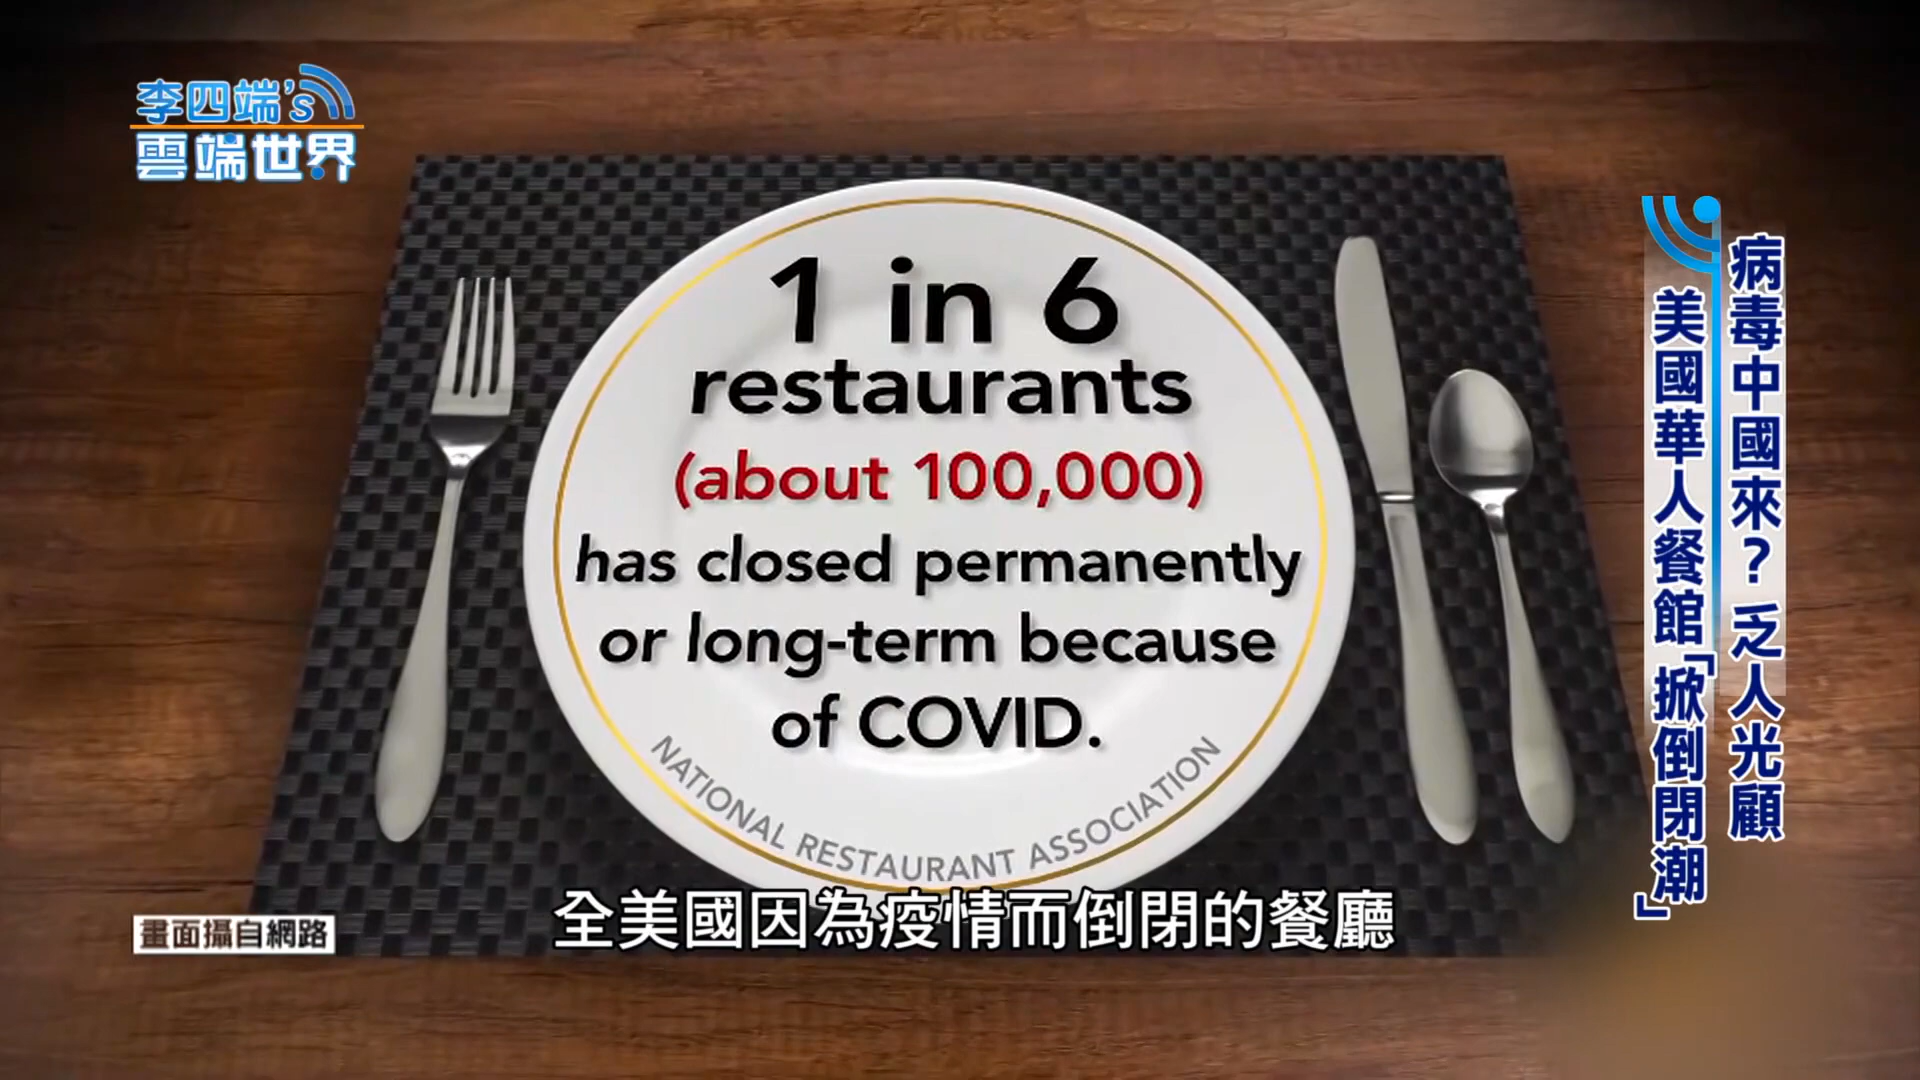 李四端's
雲端世界
1 in 6
restaurants
(about 100,000)
has closed permanently
or long-term because
of COVID.
NATIONAL RESTAURANT ASSOCIATION
病毒中國來？乏人光顧
美國華人餐館「掀倒閉潮」
畫面攝自網路
全美國因為疫情而倒閉的餐廳